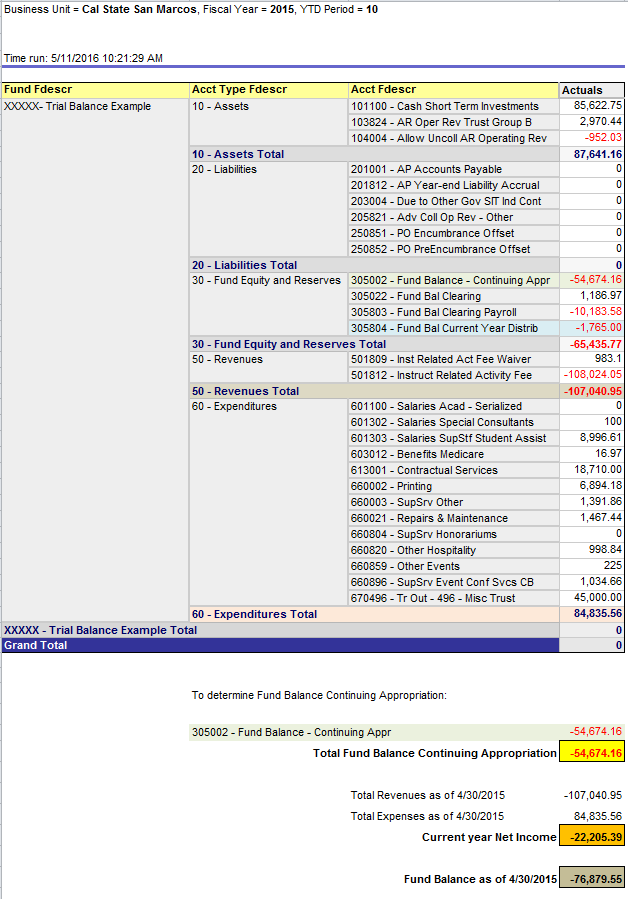 Business Unit = Cal State San Marcos, Fiscal Year = 2015, YTD Period = 10
Time run: 5/11/2016 10:21:29 AM
Fund Fdescr Acct Type Fdescr Acct Fdescr Actuals
XXXXX- Trial Balance Example 10 - Assets 101100 - Cash Short Term Investments 85,622.75
103824 - AR Oper Rev Trust Group B 2,970.44
104004 - Allow Uncoll AR Operating Rev -952.03
10 - Assets Total 87,641.16
20 - Liabilities 201001 - AP Accounts Payable 0
201812 - AP Year-end Liability Accrual 0
203004 - Due to Other Gov SIT Ind Cont 0
205821 - Adv Coll Op Rev - Other 0
250851 - PO Encumbrance Offset 0
250852 - PO PreEncumbrance Offset 0
20 - Liabilities Total 0
30 - Fund Equity and Reserves 305002 - Fund Balance - Continuing Appr -54,674.16
305022 - Fund Bal Clearing 1,186.97
305803 - Fund Bal Clearing Payroll -10,183.58
305804 - Fund Bal Current Year Distrib -1,765.00
30 - Fund Equity and Reserves Total -65,435.77
50 - Revenues 501809 - Inst Related Act Fee Waiver 983.1
501812 - Instruct Related Activity Fee -108,024.05
50 - Revenues Total -107,040.95
60 - Expenditures 601100 - Salaries Acad - Serialized 0
601302 - Salaries Special Consultants 100
601303 - Salaries SupStf Student Assist 8,996.61
603012 - Benefits Medicare 16.97
613001 - Contractual Services 18,710.00
660002 - Printing 6,894.18
660003 - SupSrv Other 1,391.86
660021 - Repairs & Maintenance 1,467.44
660804 - SupSrv Honorariums 0
660820 - Other Hospitality 998.84
660859 - Other Events 225
660896 - SupSrv Event Conf Svcs CB 1,034.66
670496 - Tr Out - 496 - Misc Trust 45,000.00
60 - Expenditures Total 84,835.56
XXXXX - Trial Balance Example Total 0
Grand Total 0
To determine Fund Balance Continuing Appropriation:
305002 - Fund Balance - Continuing Appr -54,674.16
Total Fund Balance Continuing Appropriation -54,674.16
Total Revenues as of 4/30/2015 -107,040.95
Total Expenses as of 4/30/2015 84,835.56
Current year Net Income -22,205.39
Fund Balance as of 4/30/2015 -76,879.55